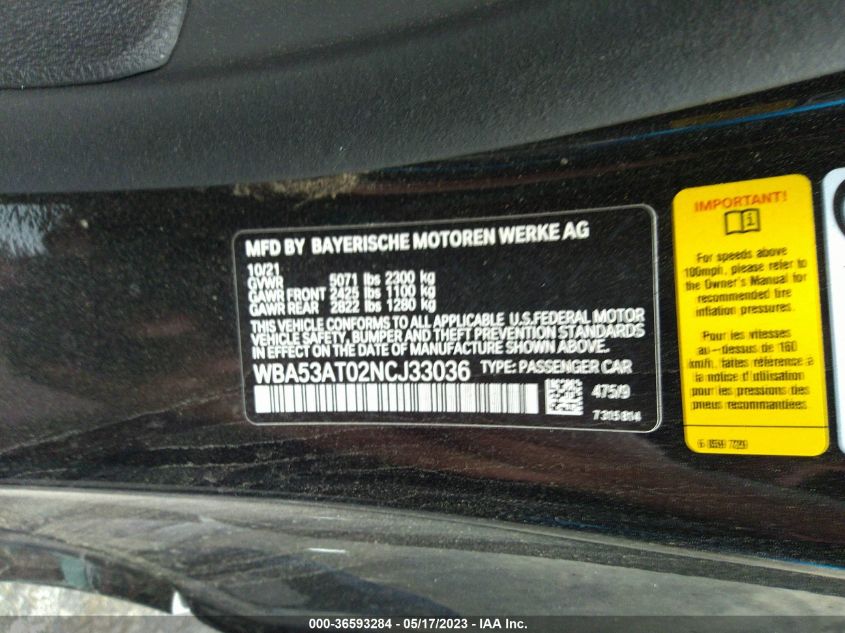 MFD BY BAYERISCHE MOTOREN WERKE AG
10/21
GVWR 5071 lbs 2300 kg
GAWR FRONT 2425 lbs 1100 kg
GAWR REAR 2822 lbs 1280 kg
THIS VEHICLE CONFORMS TO ALL APPLICABLE U.S.FEDERAL MOTOR
VEHICLE SAFETY, BUMPER AND THEFT PREVENTION STANDARDS
IN EFFECT ON THE DATE OF MANUFACTURE SHOWN ABOVE.
WBA53AT02NCJ33036 TYPE: PASSENGER CAR
475/9
7315814
IMPORTANT!
For speeds above
100mph, please refer to
the Owner's Manual for
recommended tire
inflation pressures.
Pour les vitesses
au-dessus de 160
km/h, faites référence à
la notice d'utilisation
pour les pressions des
pneus recommandées.
000-36593284 - 05/17/2023 - IAA Inc.